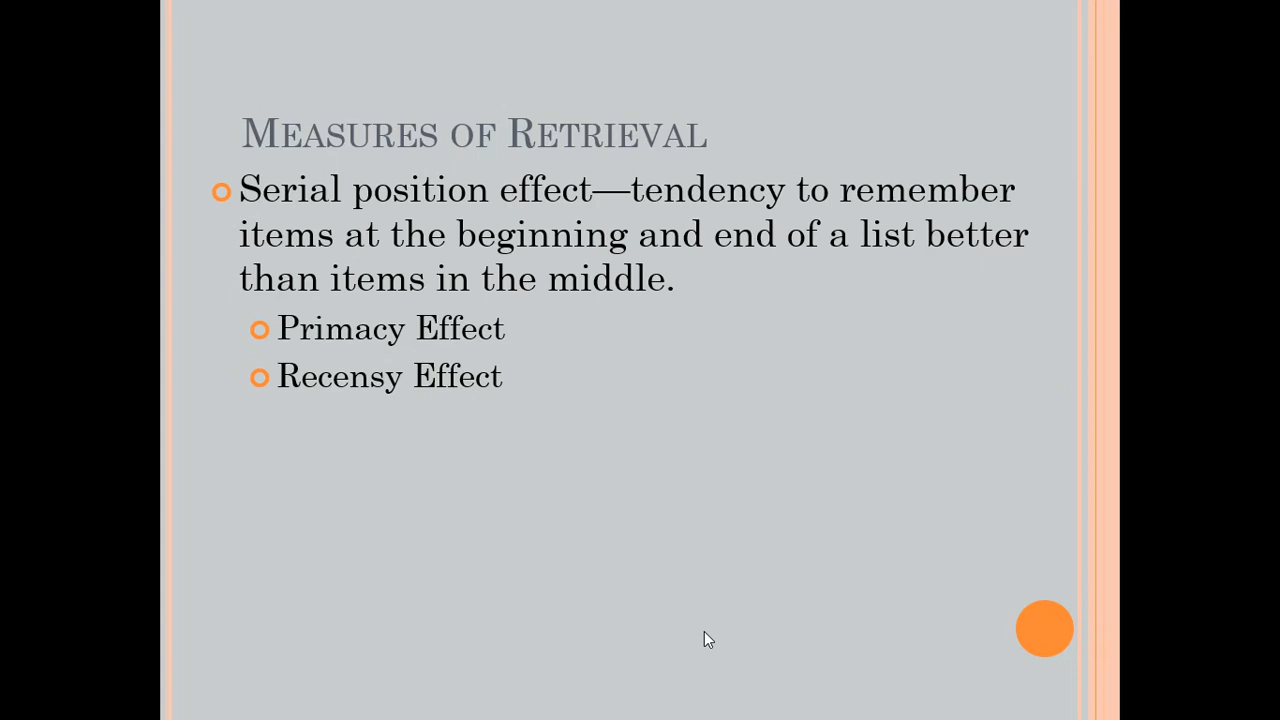 Measures of Retrieval
Serial position effect—tendency to remember
items at the beginning and end of a list better
than items in the middle.
Primacy Effect
Recensy Effect